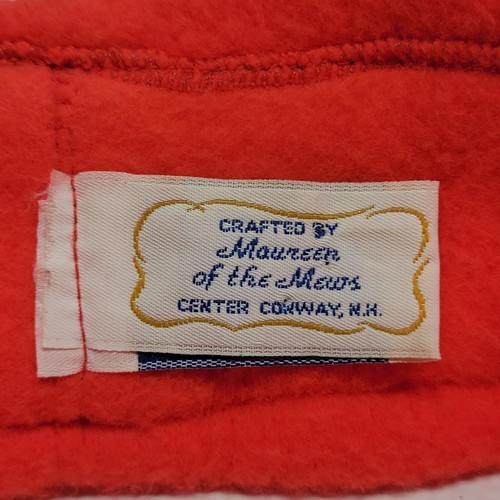 CRAFTED BY
Maureen
of the Mews
CENTER CONWAY, N.H.